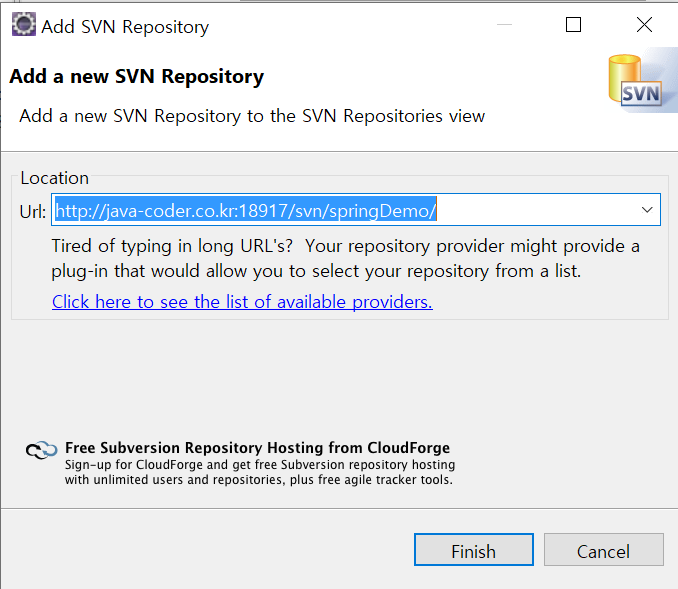 Add SVN Repository
Add a new SVN Repository
Add a new SVN Repository to the SVN Repositories view
SVN
Location
Url: http://java-coder.co.kr:18917/svn/springDemo/
Tired of typing in long URL's?  Your repository provider might provide a
plug-in that would allow you to select your repository from a list.
Click here to see the list of available providers.
Free Subversion Repository Hosting from CloudForge
Sign-up for CloudForge and get free Subversion repository hosting
with unlimited users and repositories, plus free agile tracker tools.
Finish Cancel